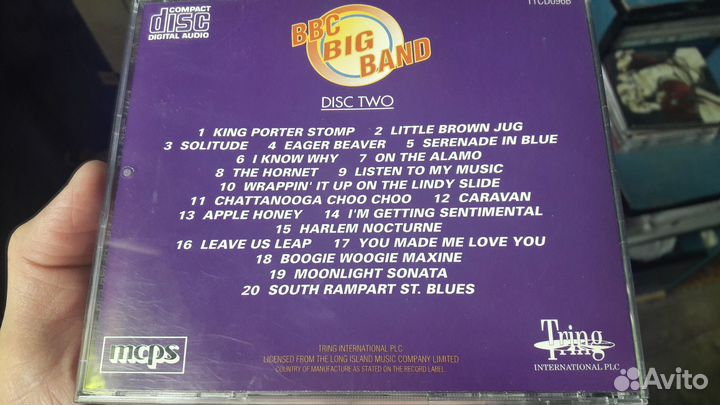 COMPACT
disc
DIGITAL AUDIO
TTCD096B
BBC
BIG
BAND
DISC TWO
1 KING PORTER STOMP 2 LITTLE BROWN JUG
3 SOLITUDE 4 EAGER BEAVER 5 SERENADE IN BLUE
6 I KNOW WHY 7 ON THE ALAMO
8 THE HORNET 9 LISTEN TO MY MUSIC
10 WRAPPIN' IT UP ON THE LINDY SLIDE
11 CHATTANOOGA CHOO CHOO 12 CARAVAN
13 APPLE HONEY 14 I'M GETTING SENTIMENTAL
15 HARLEM NOCTURNE
16 LEAVE US LEAP 17 YOU MADE ME LOVE YOU
18 BOOGIE WOOGIE MAXINE
19 MOONLIGHT SONATA
20 SOUTH RAMPART ST. BLUES
mcps
TRING INTERNATIONAL PLC
LICENSED FROM THE LONG ISLAND MUSIC COMPANY LIMITED
COUNTRY OF MANUFACTURE AS STATED ON THE RECORD LABEL.
Tring
INTERNATIONAL PLC
Avito